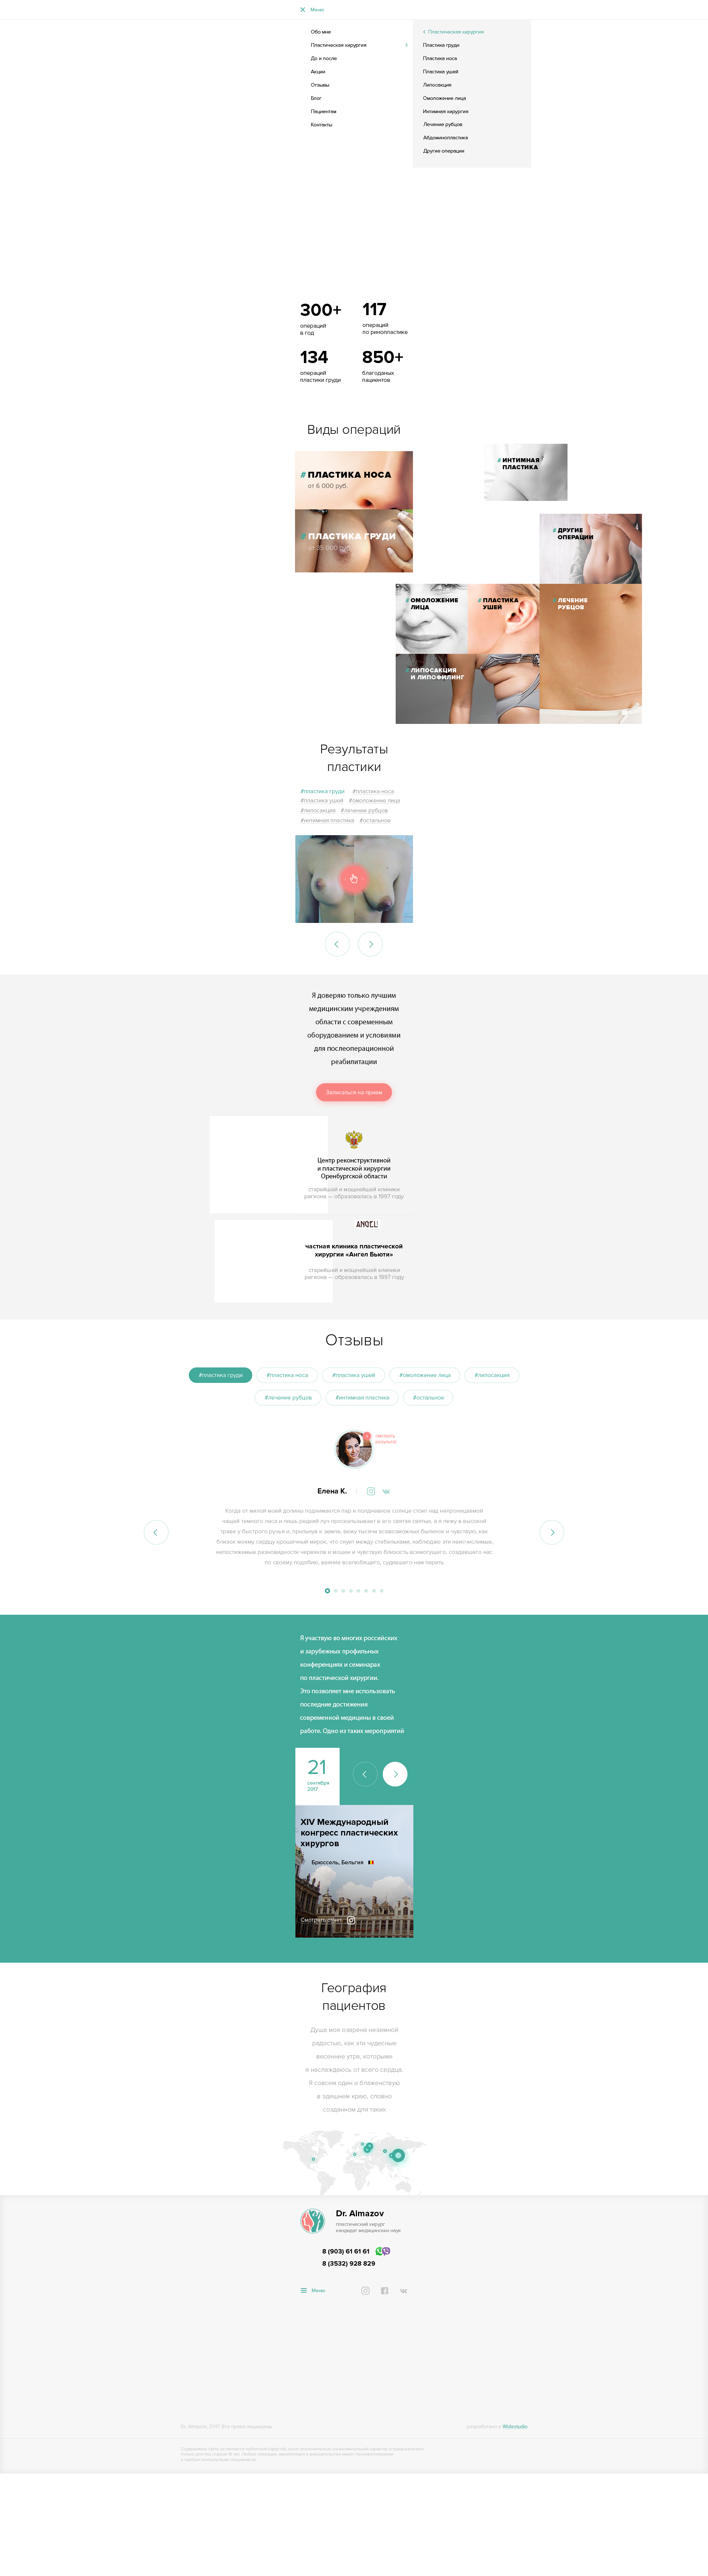 Меню
Обо мне
Пластическая хирургия
До и после
Акции
Отзывы
Блог
Пациентам
Контакты
Пластическая хирургия
Пластика груди
Пластика носа
Пластика ушей
Липосакция
Омоложение лица
Интимная хирургия
Лечение рубцов
Абдоминопластика
Другие операции
300+
операций
в год
117
операций
по ринопластике
134
операций
пластики груди
850+
благоданых
пациентов
Виды операций
# ПЛАСТИКА НОСА
от 6 000 руб.
# ПЛАСТИКА ГРУДИ
от 35 000 руб.
# ИНТИМНАЯ
ПЛАСТИКА
# ДРУГИЕ
ОПЕРАЦИИ
# ОМОЛОЖЕНИЕ
ЛИЦА
# ПЛАСТИКА
УШЕЙ
# ЛЕЧЕНИЕ
РУБЦОВ
# ЛИПОСАКЦИЯ
И ЛИПОФИЛИНГ
Результаты
пластики
#пластика груди #пластика носа
#пластика ушей #омоложение лица
#липосакция #лечение рубцов
#интимная пластика #остальное
Я доверяю только лучшим
медицинским учреждениям
области с современным
оборудованием и условиями
для послеоперационной
реабилитации
Записаться на прием
Центр реконструктивной
и пластической хирургии
Оренбургской области
старейшей и мощнейшей клиники
региона — образовалась в 1997 году
ANGEL
частная клиника пластической
хирургии «Ангел Бьюти»
старейшей и мощнейшей клиники
региона — образовалась в 1997 году
Отзывы
#пластика груди #пластика носа #пластика ушей #омоложение лица #липосакция
#лечение рубцов #интимная пластика #остальное
смотреть
результат
Елена К.
Когда от милой моей долины поднимается пар и полдневное солнце стоит над непроницаемой
чащей темного леса и лишь редкий луч проскальзывает в его святая святых, а я лежу в высокой
траве у быстрого ручья и, прильнув к земле, вижу тысячи всевозможных былинок и чувствую, как
близок моему сердцу крошечный мирок, что снует между стебельками, наблюдаю эти неисчислимые,
непостижимые разновидности червяков и мошек и чувствую близость всемогущего, создавшего нас
по своему подобию, веяние вселюбящего, судившего нам парить
Я участвую во многих российских
и зарубежных профильных
конференциях и семинарах
по пластической хирургии.
Это позволяет мне использовать
последние достижения
современной медицины в своей
работе. Одно из таких мероприятий
21
сентября
2017
XIV Международный
конгресс пластических
хирургов
Брюссель, Бельгия
Смотреть отчет
География
пациентов
Душа моя озарена неземной
радостью, как эти чудесные
весенние утра, которыми
я наслаждаюсь от всего сердца.
Я совсем один и блаженствую
в здешнем краю, словно
созданном для таких
Dr. Almazov
пластический хирург
кандидат медицинских наук
8 (903) 61 61 61
8 (3532) 928 829
Меню
Dr. Almazov, 2017. Все права защищены.
разработано в Widestudio